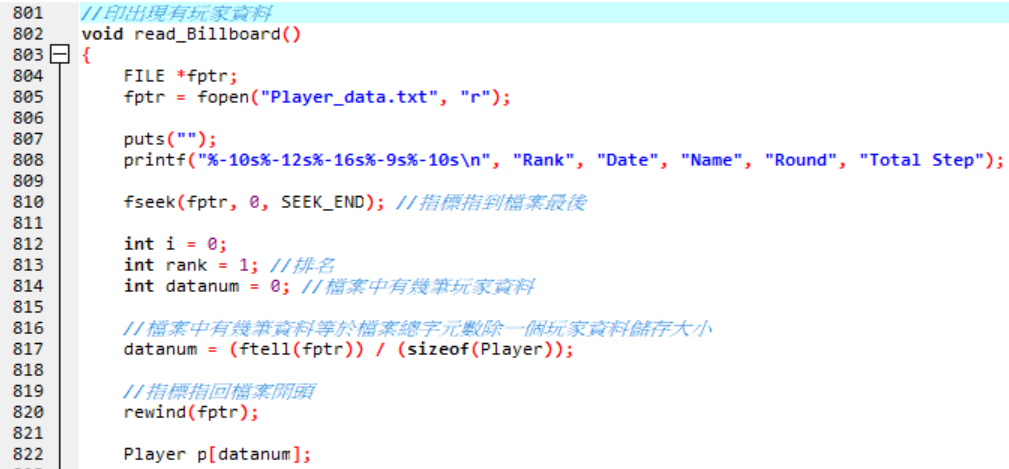 801 //印出現有玩家資料
802 void read_Billboard()
803 {
804 FILE *fptr;
805 fptr = fopen("Player_data.txt", "r");
806
807 puts("");
808 printf("%-10s%-12s%-16s%-9s%-10s\n", "Rank", "Date", "Name", "Round", "Total Step");
809
810 fseek(fptr, 0, SEEK_END); //指標指到檔案最後
811
812 int i = 0;
813 int rank = 1; //排名
814 int datanum = 0; //檔案中有幾筆玩家資料
815
816 //檔案中有幾筆資料等於檔案總字元數除一個玩家資料儲存大小
817 datanum = (ftell(fptr)) / (sizeof(Player));
818
819 //指標指回檔案開頭
820 rewind(fptr);
821
822 Player p[datanum];